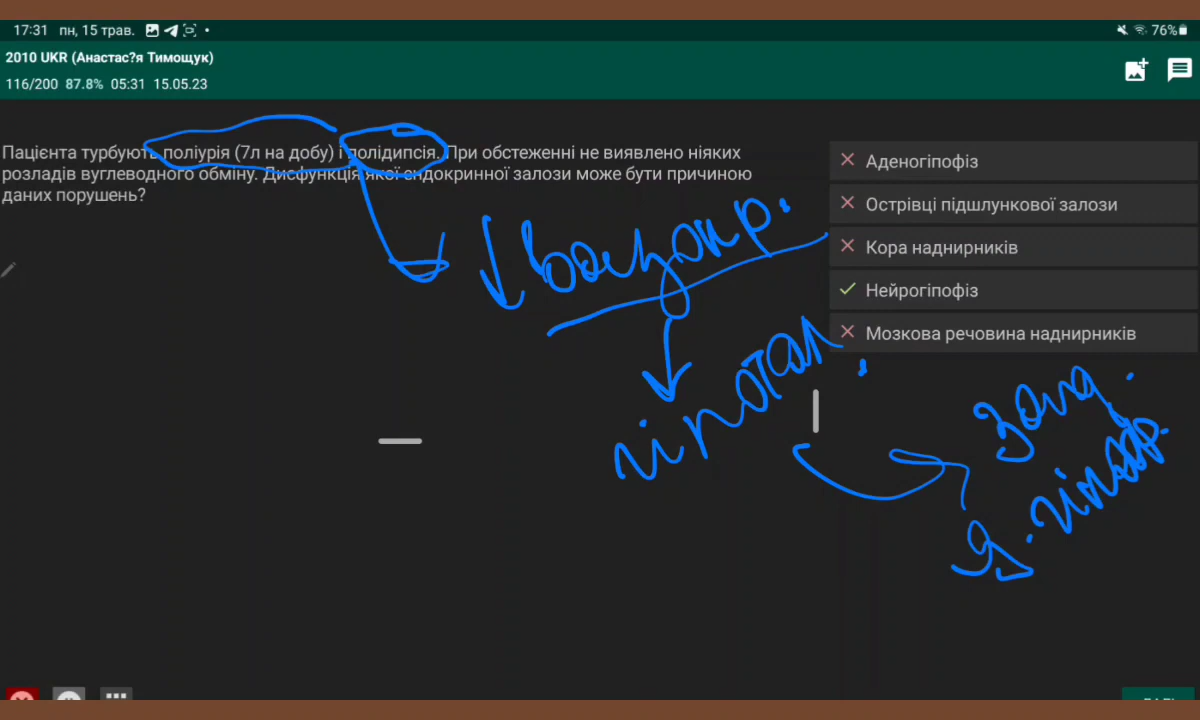 17:31 пн, 15 трав. 76%
2010 UKR (Анастас?я Тимощук)
116/200 87.8% 05:31 15.05.23
Пацієнта турбують поліурія (7л на добу) і полідипсія. При обстеженні не виявлено ніяких
розладів вуглеводного обміну. Дисфункція якої ендокринної залози може бути причиною
даних порушень?
Аденогіпофіз
Острівці підшлункової залози
Кора наднирників
Нейрогіпофіз
Мозкова речовина наднирників
↓ вазопр.
гіпотал.